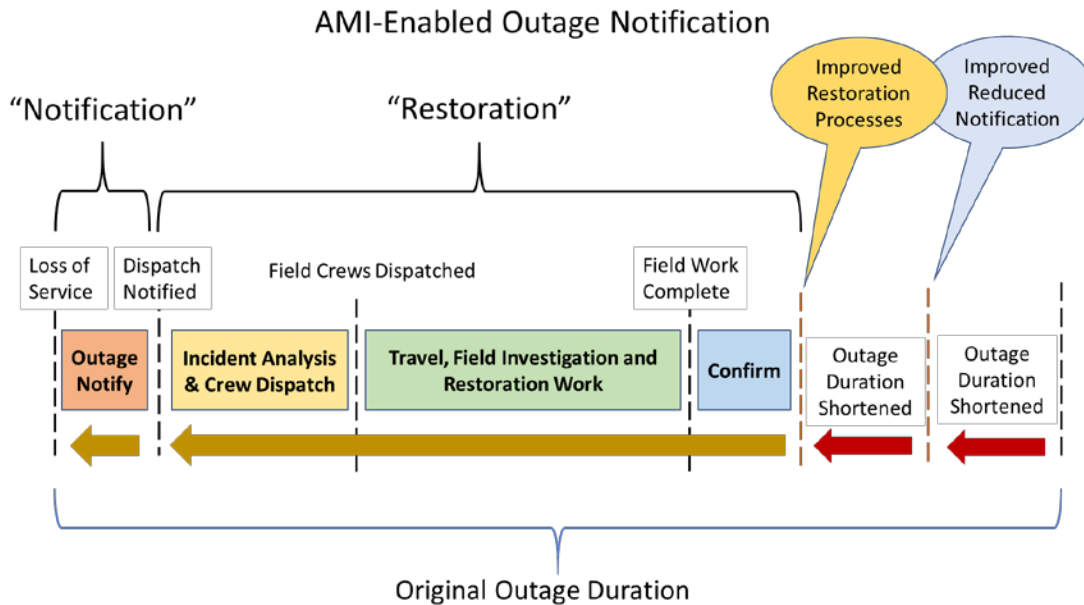 AMI-Enabled Outage Notification
Improved
Restoration
Processes
Improved
Reduced
Notification
“Notification”
“Restoration”
Loss of
Service
Dispatch
Notified
Field Crews Dispatched
Field Work
Complete
Outage
Notify
Incident Analysis
& Crew Dispatch
Travel, Field Investigation and
Restoration Work
Confirm
Outage
Duration
Shortened
Outage
Duration
Shortened
Original Outage Duration